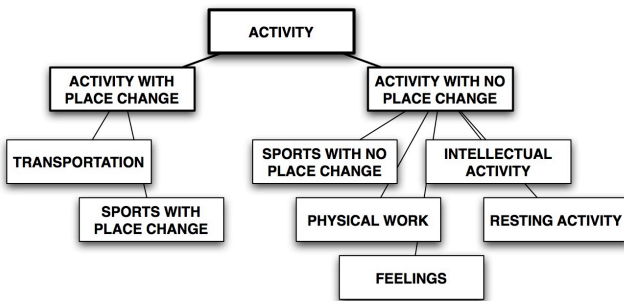 ACTIVITY
ACTIVITY WITH
PLACE CHANGE
ACTIVITY WITH NO
PLACE CHANGE
TRANSPORTATION
SPORTS WITH NO
PLACE CHANGE
INTELLECTUAL
ACTIVITY
SPORTS WITH
PLACE CHANGE
PHYSICAL WORK
RESTING ACTIVITY
FEELINGS